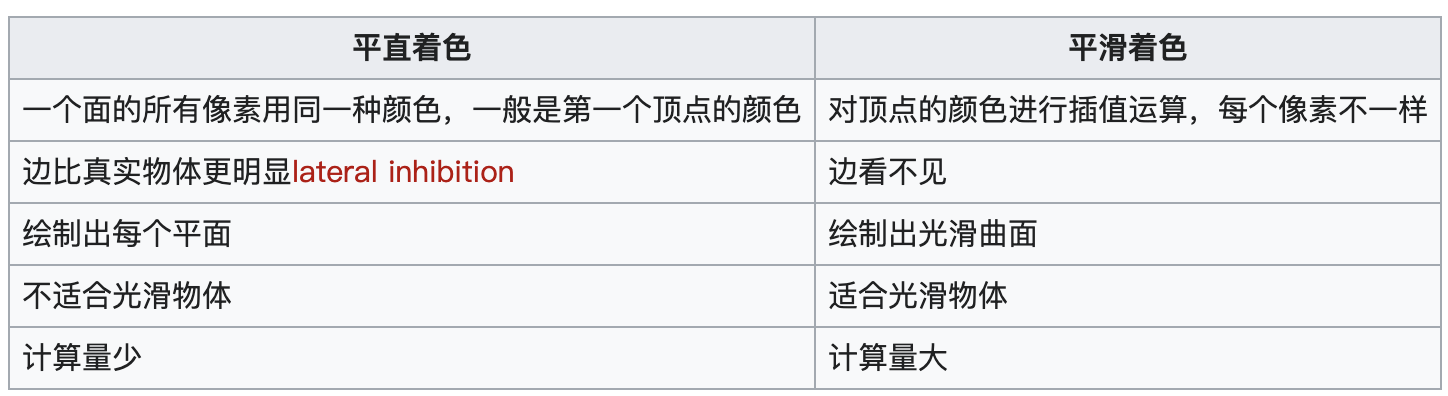 平直着色 平滑着色
一个面的所有像素用同一种颜色，一般是第一个顶点的颜色 对顶点的颜色进行插值运算，每个像素不一样
边比真实物体更明显lateral inhibition 边看不见
绘制出每个平面 绘制出光滑曲面
不适合光滑物体 适合光滑物体
计算量少 计算量大